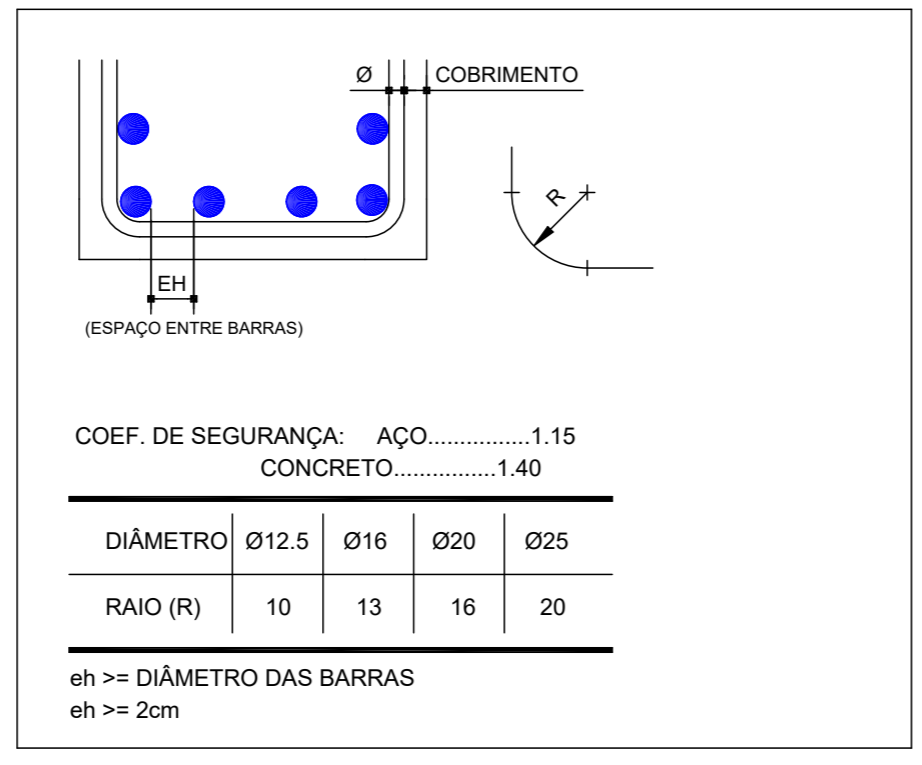 Ø COBRIMENTO
R
EH
(ESPAÇO ENTRE BARRAS)
COEF. DE SEGURANÇA: AÇO................1.15
CONCRETO................1.40
DIÂMETRO Ø12.5 Ø16 Ø20 Ø25
RAIO (R) 10 13 16 20
eh >= DIÂMETRO DAS BARRAS
eh >= 2cm